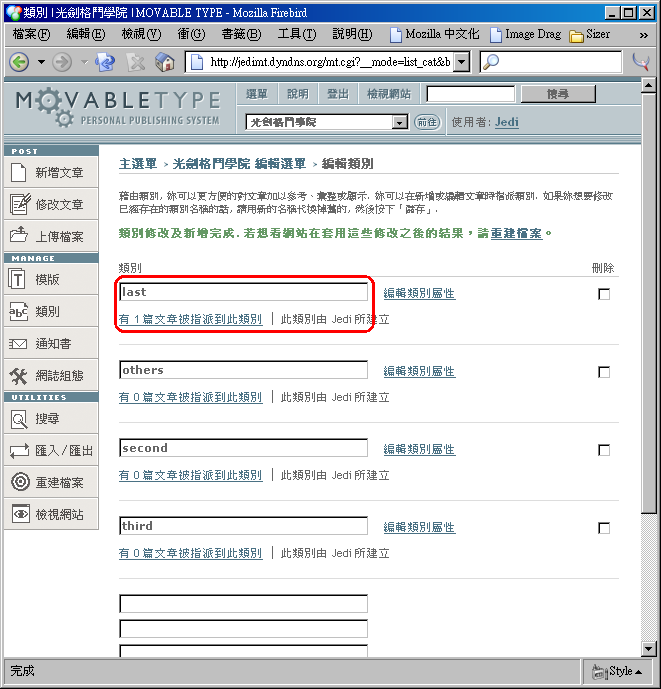 類別 | 光劍格鬥學院 | MOVABLE TYPE - Mozilla Firebird
檔案(F) 編輯(E) 檢視(V) 衝(G) 書籤(B) 工具(T) 說明(H) Mozilla 中文化 Image Drag Sizer »
http://jedimt.dyndns.org/mt.cgi?__mode=list_cat&b
MOVABLETYPE
PERSONAL PUBLISHING SYSTEM
選單 說明 登出 檢視網站 搜尋
光劍格鬥學院 前往 使用者: Jedi
POST
新增文章
修改文章
上傳檔案
MANAGE
模版
類別
通知書
網誌組態
UTILITIES
搜尋
匯入/匯出
重建檔案
檢視網站
主選單 > 光劍格鬥學院 編輯選單 > 編輯類別
藉由類別, 妳可以更方便的對文章加以參考、彙整或顯示. 妳可以在新增或編輯文章時指派類別. 如果妳想要修改
已經存在的類別名稱的話, 請用新的名稱代換掉舊的, 然後按下「儲存」.
類別修改及新增完成. 若想看網站在套用這些修改之後的結果，請重建檔案。
類別 刪除
last 編輯類別屬性
有 1 篇文章被指派到此類別 | 此類別由 Jedi 所建立
others 編輯類別屬性
有 0 篇文章被指派到此類別 | 此類別由 Jedi 所建立
second 編輯類別屬性
有 0 篇文章被指派到此類別 | 此類別由 Jedi 所建立
third 編輯類別屬性
有 0 篇文章被指派到此類別 | 此類別由 Jedi 所建立
完成 Style